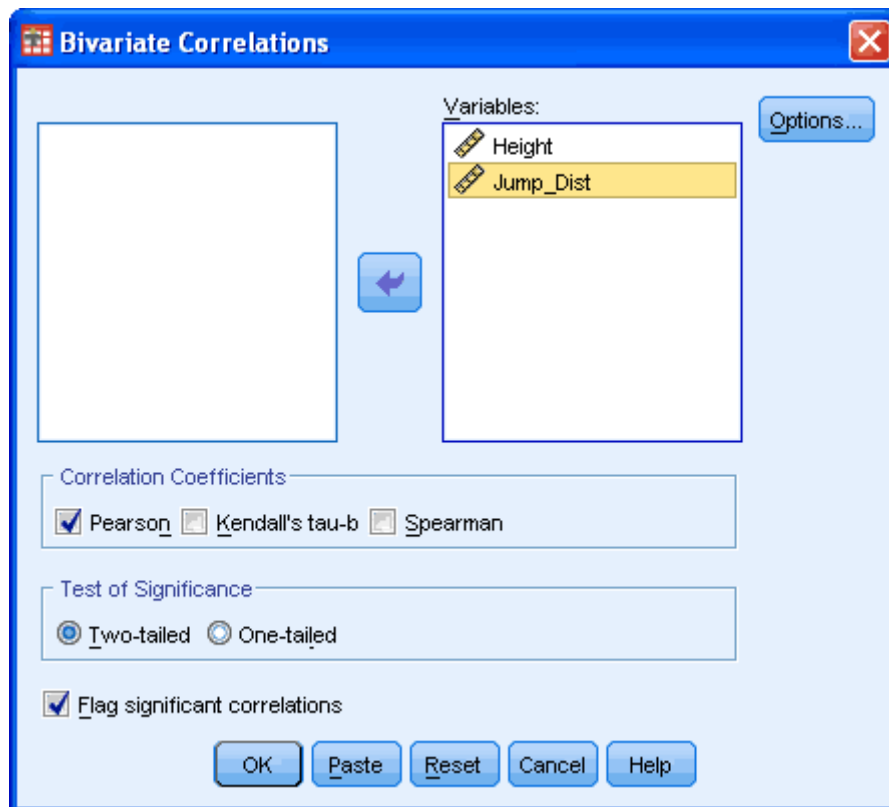 Bivariate Correlations
Variables:
Options...
Height
Jump_Dist
Correlation Coefficients
Pearson Kendall's tau-b Spearman
Test of Significance
Two-tailed One-tailed
Flag significant correlations
OK Paste Reset Cancel Help